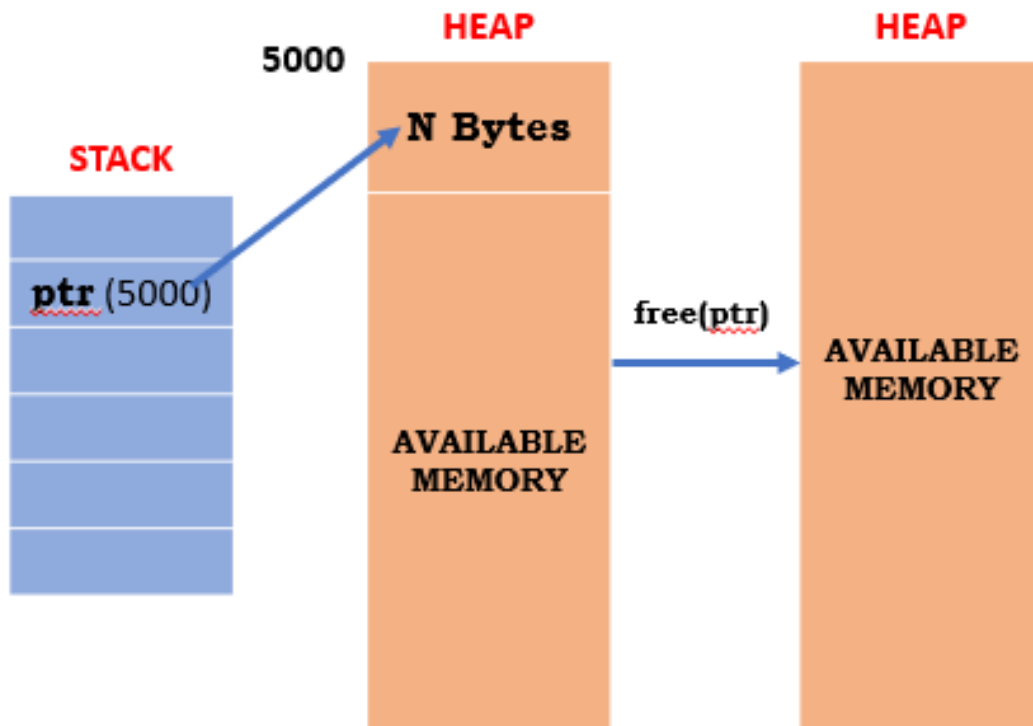 STACK
ptr (5000)
5000
HEAP
N Bytes
AVAILABLE
MEMORY
free(ptr)
HEAP
AVAILABLE
MEMORY